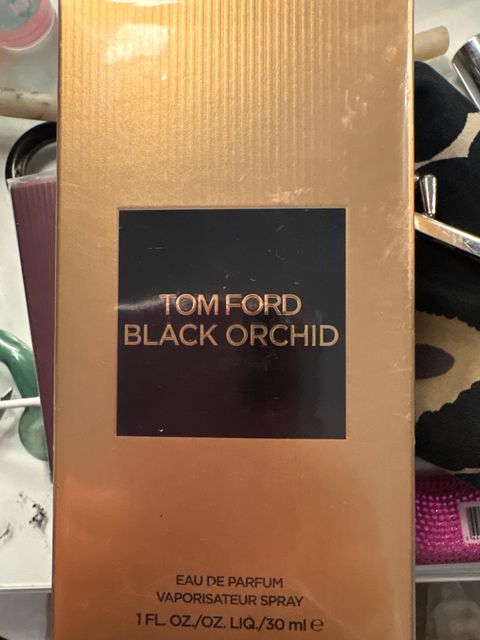 TOM FORD
BLACK ORCHID
EAU DE PARFUM
VAPORISATEUR SPRAY
1 FL. OZ./OZ. LIQ./30 ml ℮